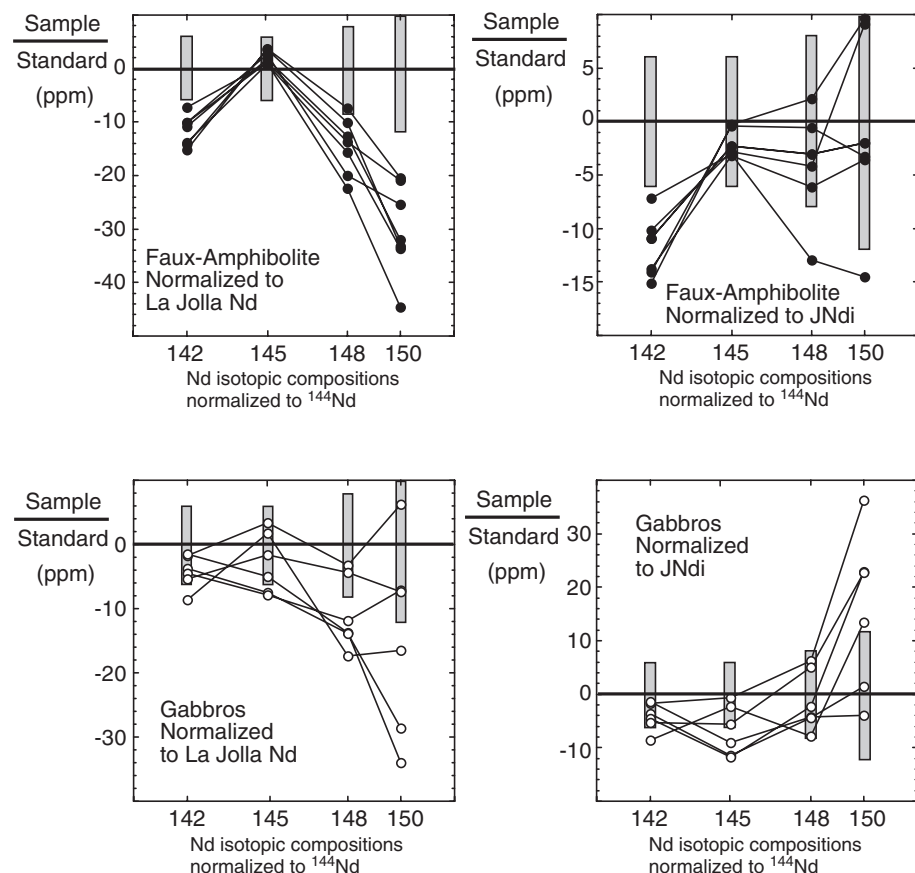 Sample
Standard
(ppm)
0
-10
-20
-30
-40
Faux-Amphibolite
Normalized to
La Jolla Nd
142 145 148 150
Nd isotopic compositions
normalized to ¹⁴⁴Nd
Sample
Standard
(ppm)
5
0
-5
-10
-15
Faux-Amphibolite
Normalized to JNdi
142 145 148 150
Nd isotopic compositions
normalized to ¹⁴⁴Nd
Sample
Standard
(ppm)
0
-10
-20
-30
Gabbros
Normalized
to La Jolla Nd
142 145 148 150
Nd isotopic compositions
normalized to ¹⁴⁴Nd
Sample
Standard
(ppm)
30
20
10
0
-10
Gabbros
Normalized
to JNdi
142 145 148 150
Nd isotopic compositions
normalized to ¹⁴⁴Nd